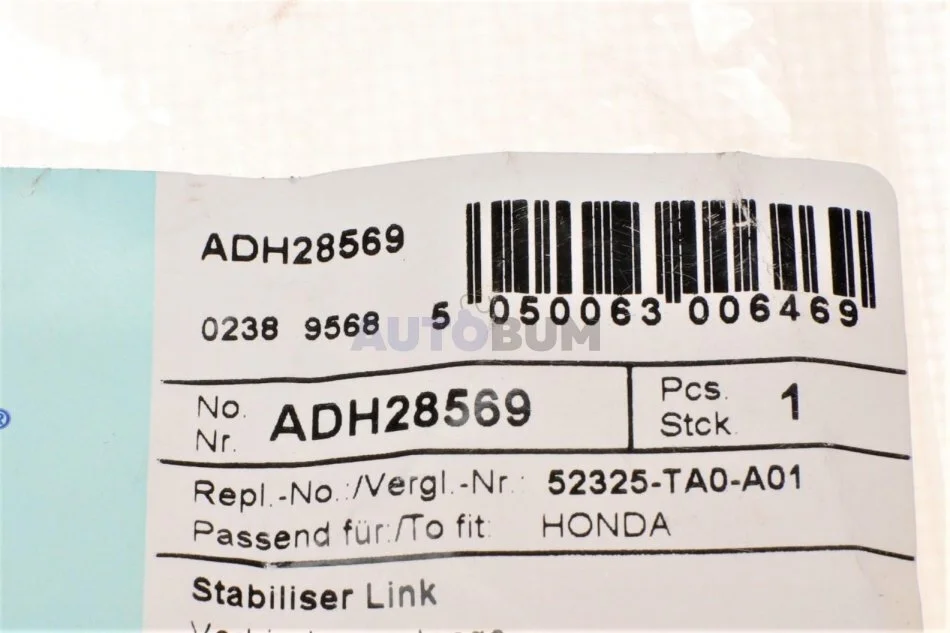 ADH28569
0238 9568
5 050063 006469
AUTOBUM
No.
Nr.
ADH28569
Pcs.
Stck.
1
Repl.-No.:/Vergl.-Nr.: 52325-TA0-A01
Passend für:/To fit: HONDA
Stabiliser Link
®